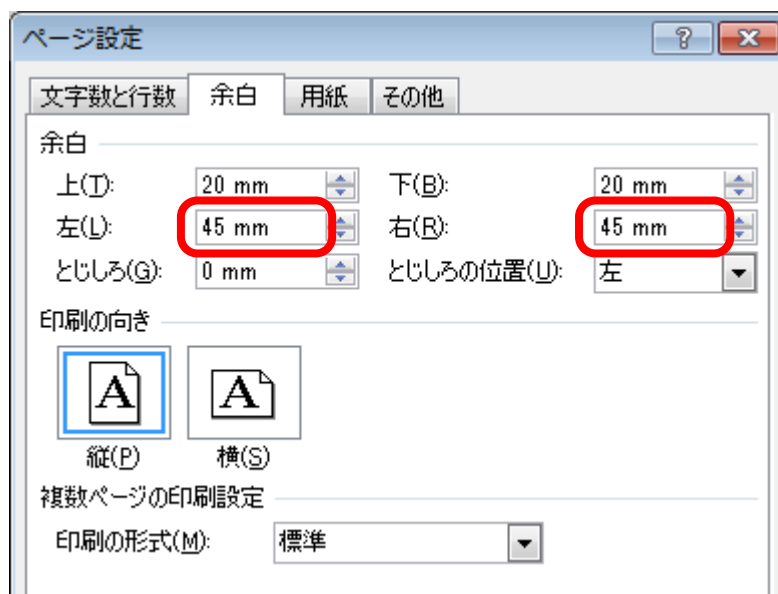 ページ設定
文字数と行数 余白 用紙 その他
余白
上(T): 20 mm 下(B): 20 mm
左(L): 45 mm 右(R): 45 mm
とじしろ(G): 0 mm とじしろの位置(U): 左
印刷の向き
A A
縦(P) 横(S)
複数ページの印刷設定
印刷の形式(M): 標準